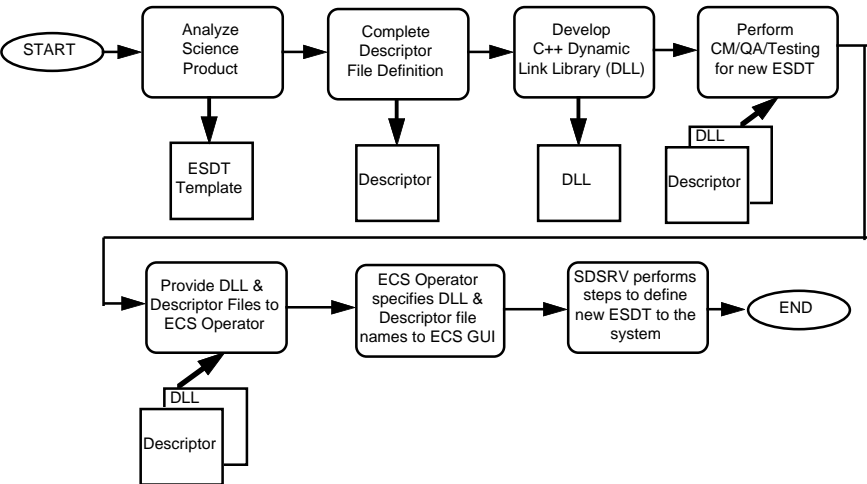 START
Analyze
Science
Product
Complete
Descriptor
File Definition
Develop
C++ Dynamic
Link Library (DLL)
Perform
CM/QA/Testing
for new ESDT
ESDT
Template
Descriptor
DLL
DLL
Descriptor
Provide DLL &
Descriptor Files to
ECS Operator
ECS Operator
specifies DLL &
Descriptor file
names to ECS GUI
SDSRV performs
steps to define
new ESDT to the
system
END
DLL
Descriptor